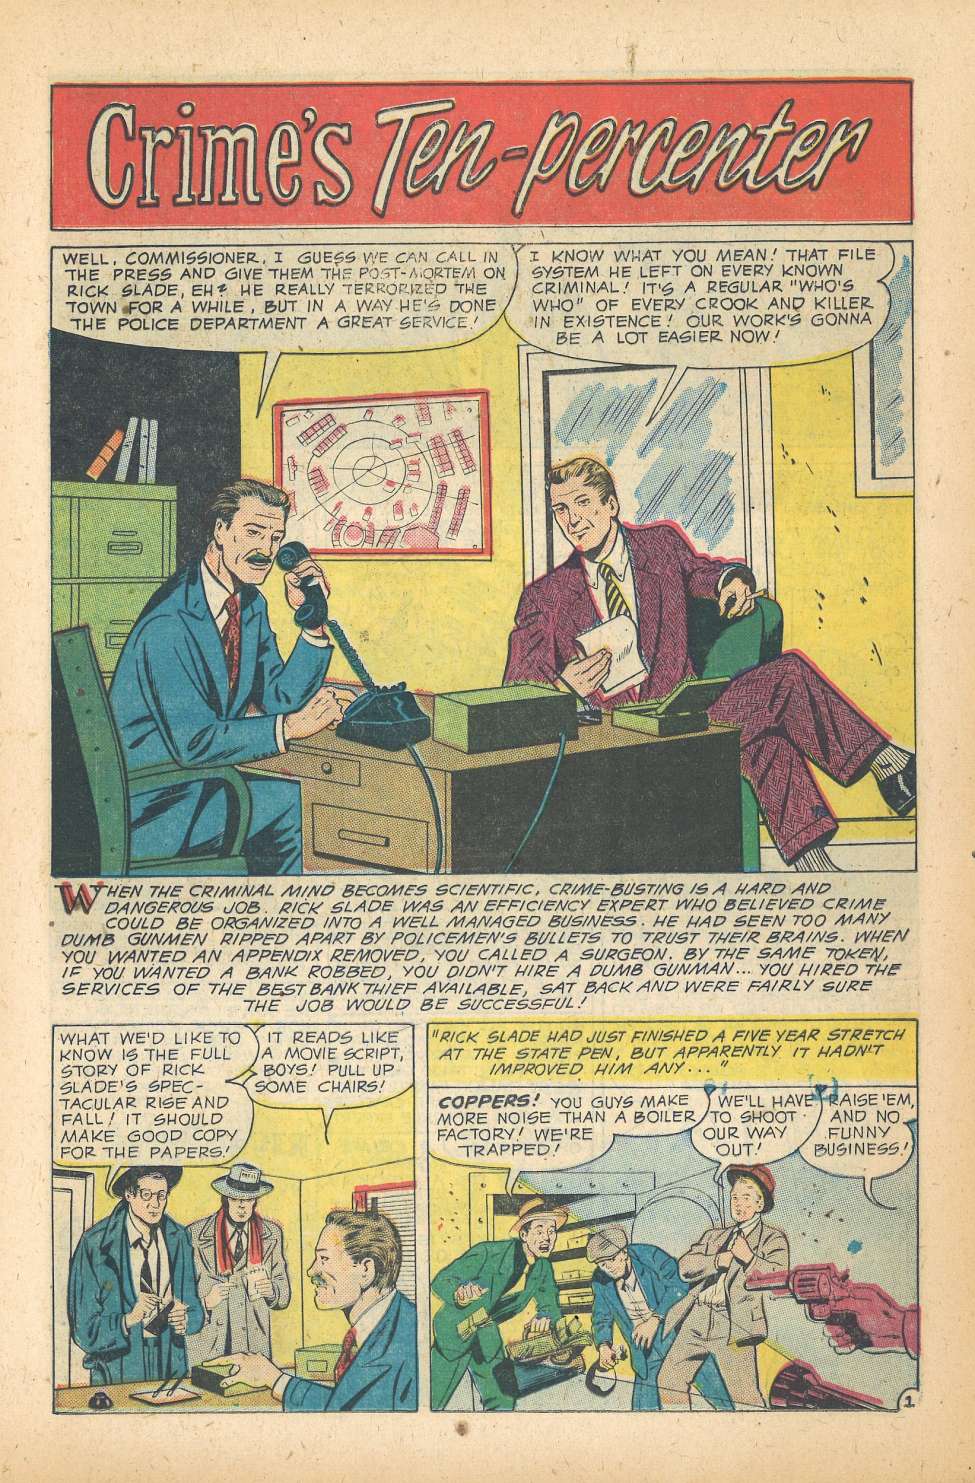 Crime's Ten-percenter
WELL, COMMISSIONER, I GUESS WE CAN CALL IN
THE PRESS AND GIVE THEM THE POST-MORTEM ON
RICK SLADE, EH? HE REALLY TERRORIZED THE
TOWN FOR A WHILE, BUT IN A WAY HE'S DONE
THE POLICE DEPARTMENT A GREAT SERVICE!
I KNOW WHAT YOU MEAN! THAT FILE
SYSTEM HE LEFT ON EVERY KNOWN
CRIMINAL! IT'S A REGULAR "WHO'S
WHO" OF EVERY CROOK AND KILLER
IN EXISTENCE! OUR WORK'S GONNA
BE A LOT EASIER NOW!
WHEN THE CRIMINAL MIND BECOMES SCIENTIFIC, CRIME-BUSTING IS A HARD AND
DANGEROUS JOB. RICK SLADE WAS AN EFFICIENCY EXPERT WHO BELIEVED CRIME
COULD BE ORGANIZED INTO A WELL MANAGED BUSINESS. HE HAD SEEN TOO MANY
DUMB GUNMEN RIPPED APART BY POLICEMEN'S BULLETS TO TRUST THEIR BRAINS. WHEN
YOU WANTED AN APPENDIX REMOVED, YOU CALLED A SURGEON. BY THE SAME TOKEN,
IF YOU WANTED A BANK ROBBED, YOU DIDN'T HIRE A DUMB GUNMAN... YOU HIRED THE
SERVICES OF THE BEST BANK THIEF AVAILABLE, SAT BACK AND WERE FAIRLY SURE
THE JOB WOULD BE SUCCESSFUL!
WHAT WE'D LIKE TO
KNOW IS THE FULL
STORY OF RICK
SLADE'S SPEC-
TACULAR RISE AND
FALL! IT SHOULD
MAKE GOOD COPY
FOR THE PAPERS!
IT READS LIKE
A MOVIE SCRIPT,
BOYS! PULL UP
SOME CHAIRS!
"RICK SLADE HAD JUST FINISHED A FIVE YEAR STRETCH
AT THE STATE PEN, BUT APPARENTLY IT HADN'T
IMPROVED HIM ANY..."
COPPERS! YOU GUYS MAKE
MORE NOISE THAN A BOILER
FACTORY! WE'RE
TRAPPED!
WE'LL HAVE
TO SHOOT
OUR WAY
OUT!
RAISE 'EM,
AND NO
FUNNY
BUSINESS!
1